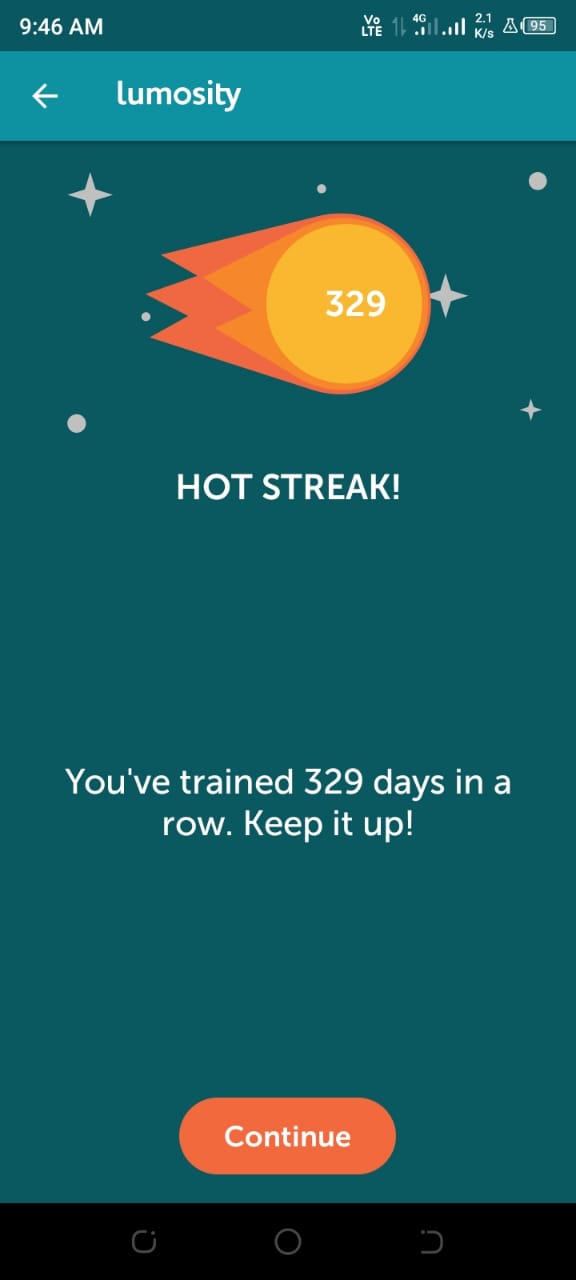 9:46 AM Vo LTE 4G 2.1 K/s 95
lumosity
329
HOT STREAK!
You've trained 329 days in a
row. Keep it up!
Continue